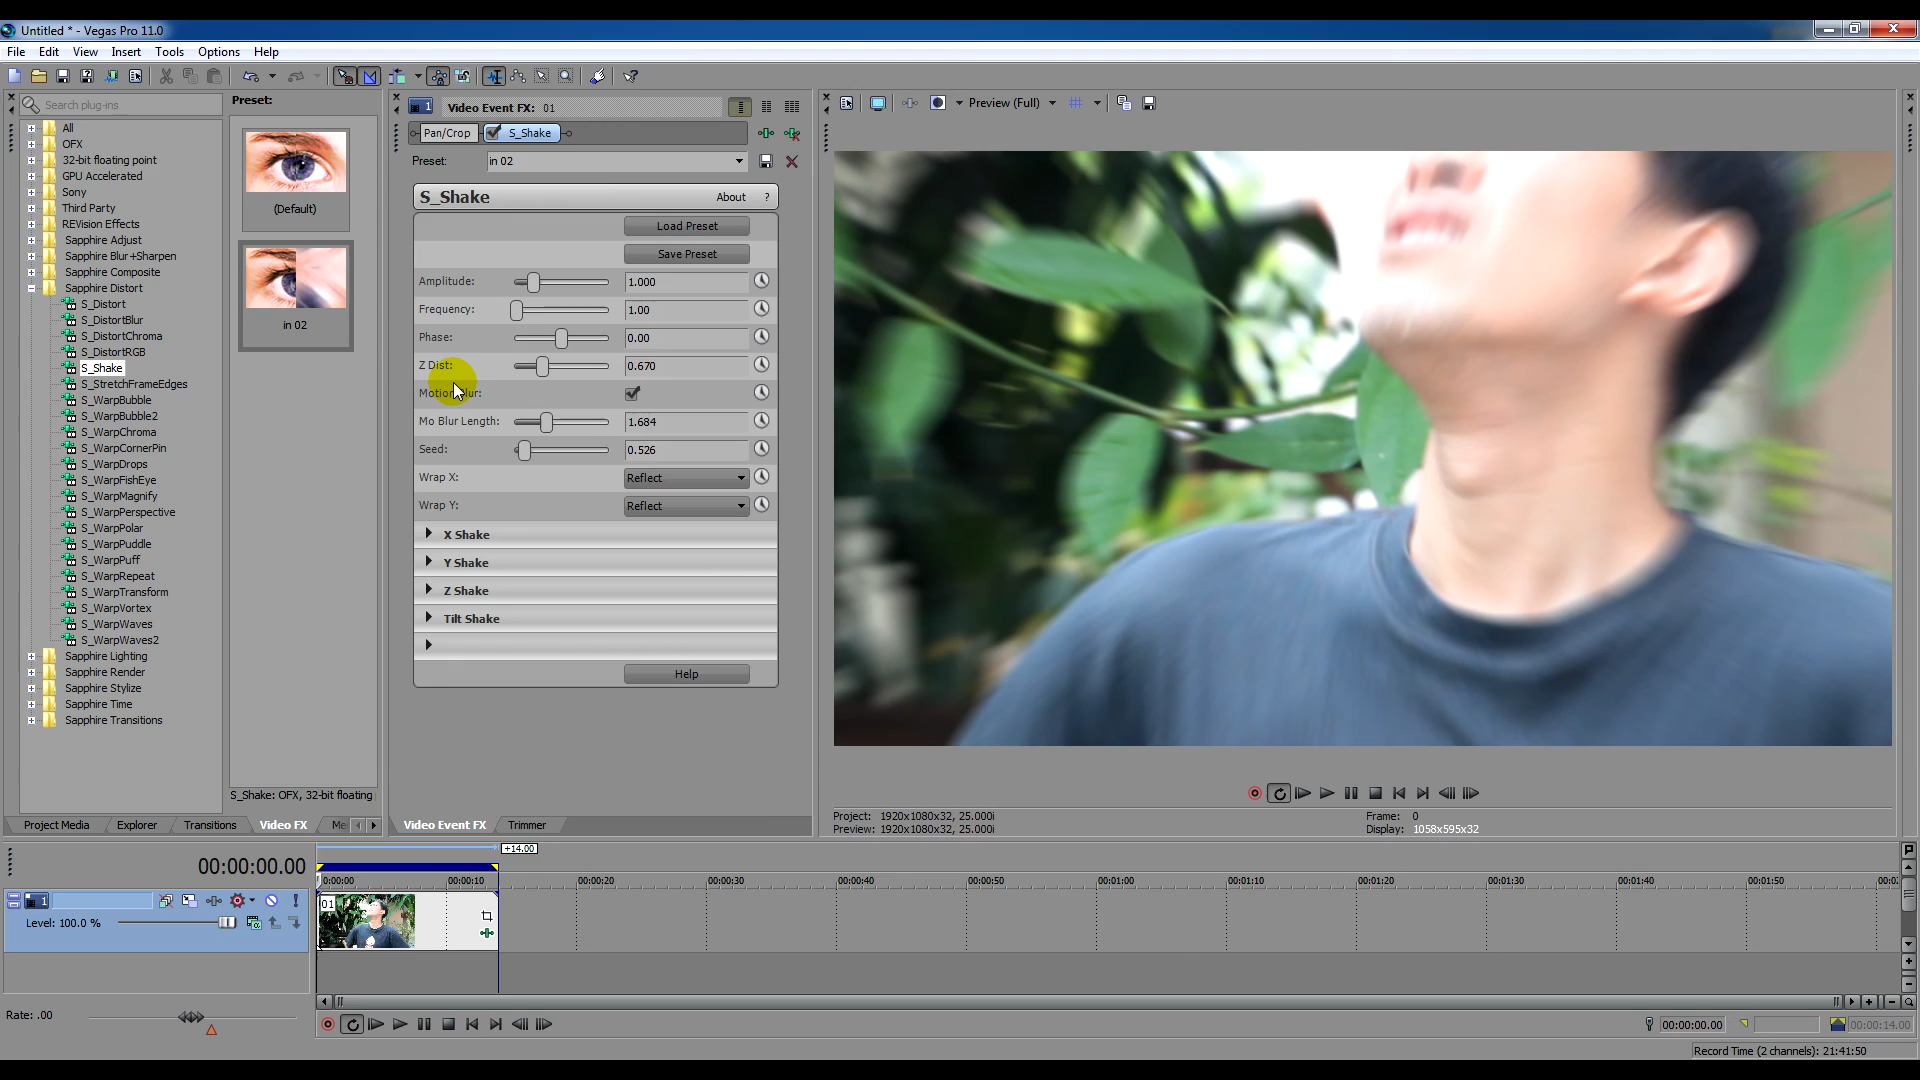 Untitled * - Vegas Pro 11.0
File Edit View Insert Tools Options Help
Search plug-ins
All
OFX
32-bit floating point
GPU Accelerated
Sony
Third Party
REVision Effects
Sapphire Adjust
Sapphire Blur+Sharpen
Sapphire Composite
Sapphire Distort
S_Distort
S_DistortBlur
S_DistortChroma
S_DistortRGB
S_Shake
S_StretchFrameEdges
S_WarpBubble
S_WarpBubble2
S_WarpChroma
S_WarpCornerPin
S_WarpDrops
S_WarpFishEye
S_WarpMagnify
S_WarpPerspective
S_WarpPolar
S_WarpPuddle
S_WarpPuff
S_WarpRepeat
S_WarpTransform
S_WarpVortex
S_WarpWaves
S_WarpWaves2
Sapphire Lighting
Sapphire Render
Sapphire Stylize
Sapphire Time
Sapphire Transitions
Preset:
(Default)
in 02
S_Shake: OFX, 32-bit floating
Project Media Explorer Transitions Video FX Me
1 Video Event FX: 01
Pan/Crop S_Shake
Preset: in 02
S_Shake About ?
Load Preset
Save Preset
Amplitude: 1.000
Frequency: 1.00
Phase: 0.00
Z Dist: 0.670
Motion Blur:
Mo Blur Length: 1.684
Seed: 0.526
Wrap X: Reflect
Wrap Y: Reflect
X Shake
Y Shake
Z Shake
Tilt Shake
Help
Video Event FX Trimmer
Preview (Full)
Project: 1920x1080x32, 25.000i
Preview: 1920x1080x32, 25.000i
Frame: 0
Display: 1058x595x32
00:00:00.00
+14.00
0:00:00 00:00:10 00:00:20 00:00:30 00:00:40 00:00:50 00:01:00 00:01:10 00:01:20 00:01:30 00:01:40 00:01:50
1
Level: 100.0 %
01
Rate: .00
00:00:00.00 00:00:14.00
Record Time (2 channels): 21:41:50